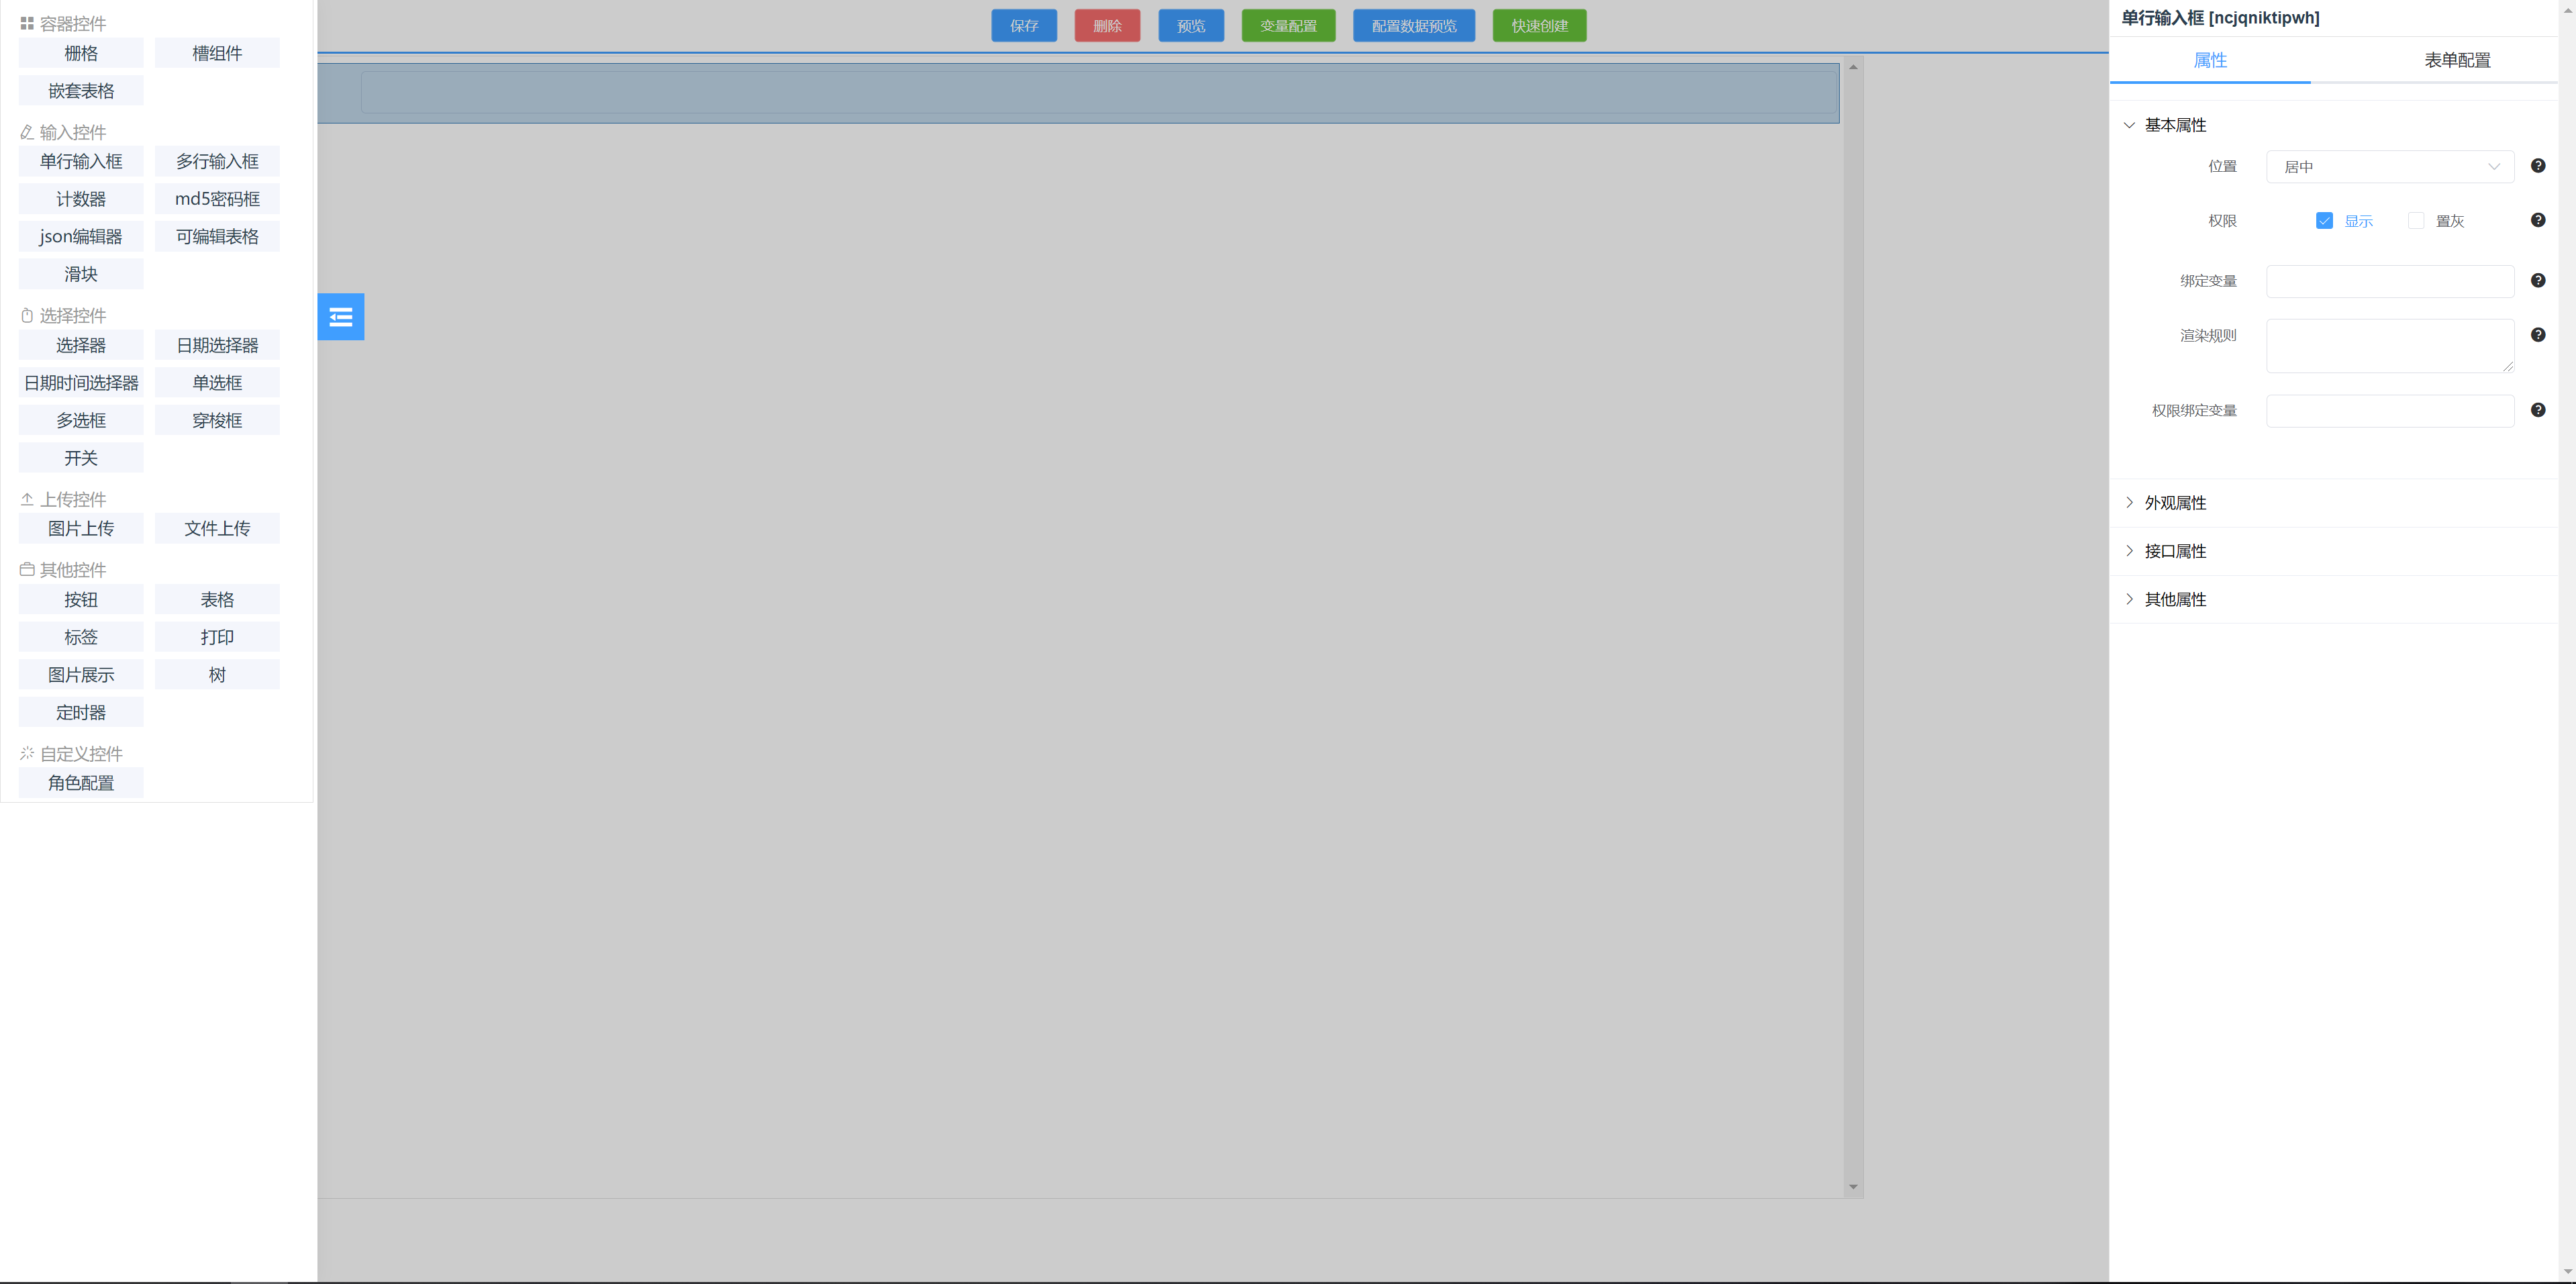 容器控件
栅格 槽组件
嵌套表格
输入控件
单行输入框 多行输入框
计数器 md5密码框
json编辑器 可编辑表格
滑块
选择控件
选择器 日期选择器
日期时间选择器 单选框
多选框 穿梭框
开关
上传控件
图片上传 文件上传
其他控件
按钮 表格
标签 打印
图片展示 树
定时器
自定义控件
角色配置
保存 删除 预览 变量配置 配置数据预览 快速创建
单行输入框 [ncjqniktipwh]
属性 表单配置
基本属性
位置 居中
权限 显示 置灰
绑定变量
渲染规则
权限绑定变量
外观属性
接口属性
其他属性